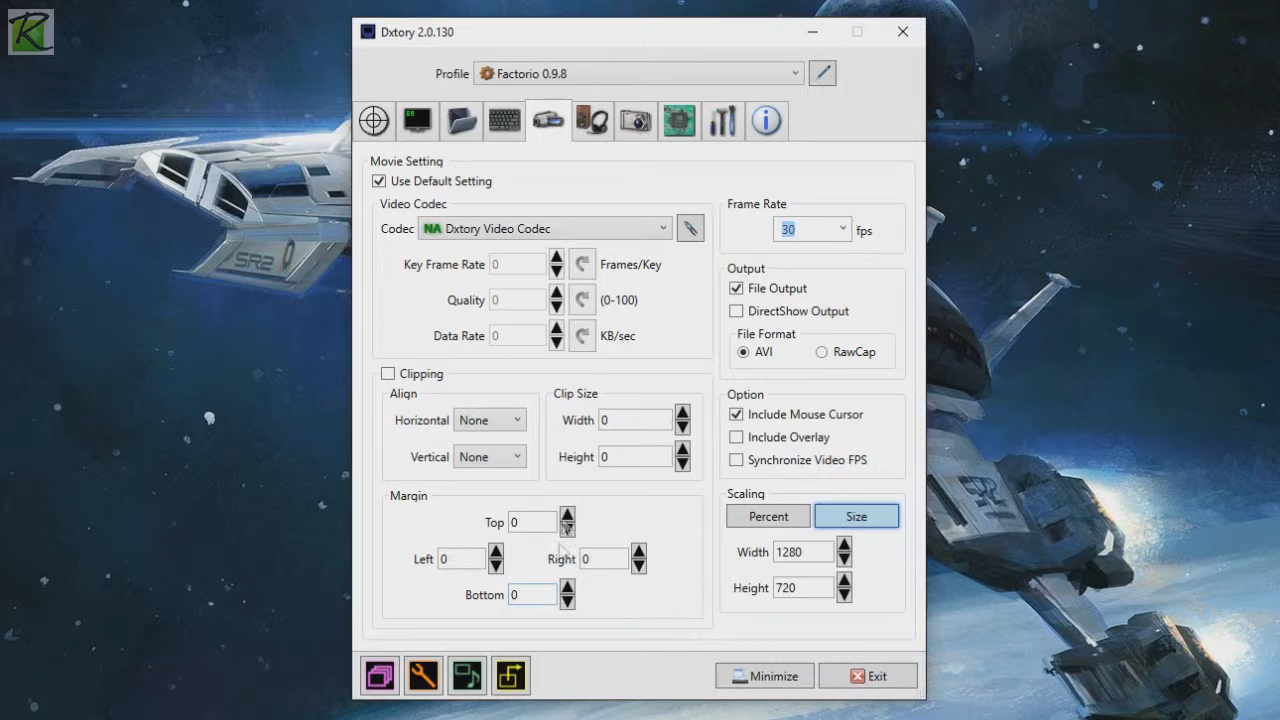 R
Dxtory 2.0.130
Profile Factorio 0.9.8
69
Movie Setting
Use Default Setting
Video Codec
Codec NA Dxtory Video Codec
Key Frame Rate 0 Frames/Key
Quality 0 (0-100)
Data Rate 0 KB/sec
Frame Rate
30 fps
Output
File Output
DirectShow Output
File Format
AVI RawCap
Clipping
Align
Horizontal None
Vertical None
Clip Size
Width 0
Height 0
Option
Include Mouse Cursor
Include Overlay
Synchronize Video FPS
Margin
Top 0
Left 0 Right 0
Bottom 0
Scaling
Percent Size
Width 1280
Height 720
Minimize Exit
SR2